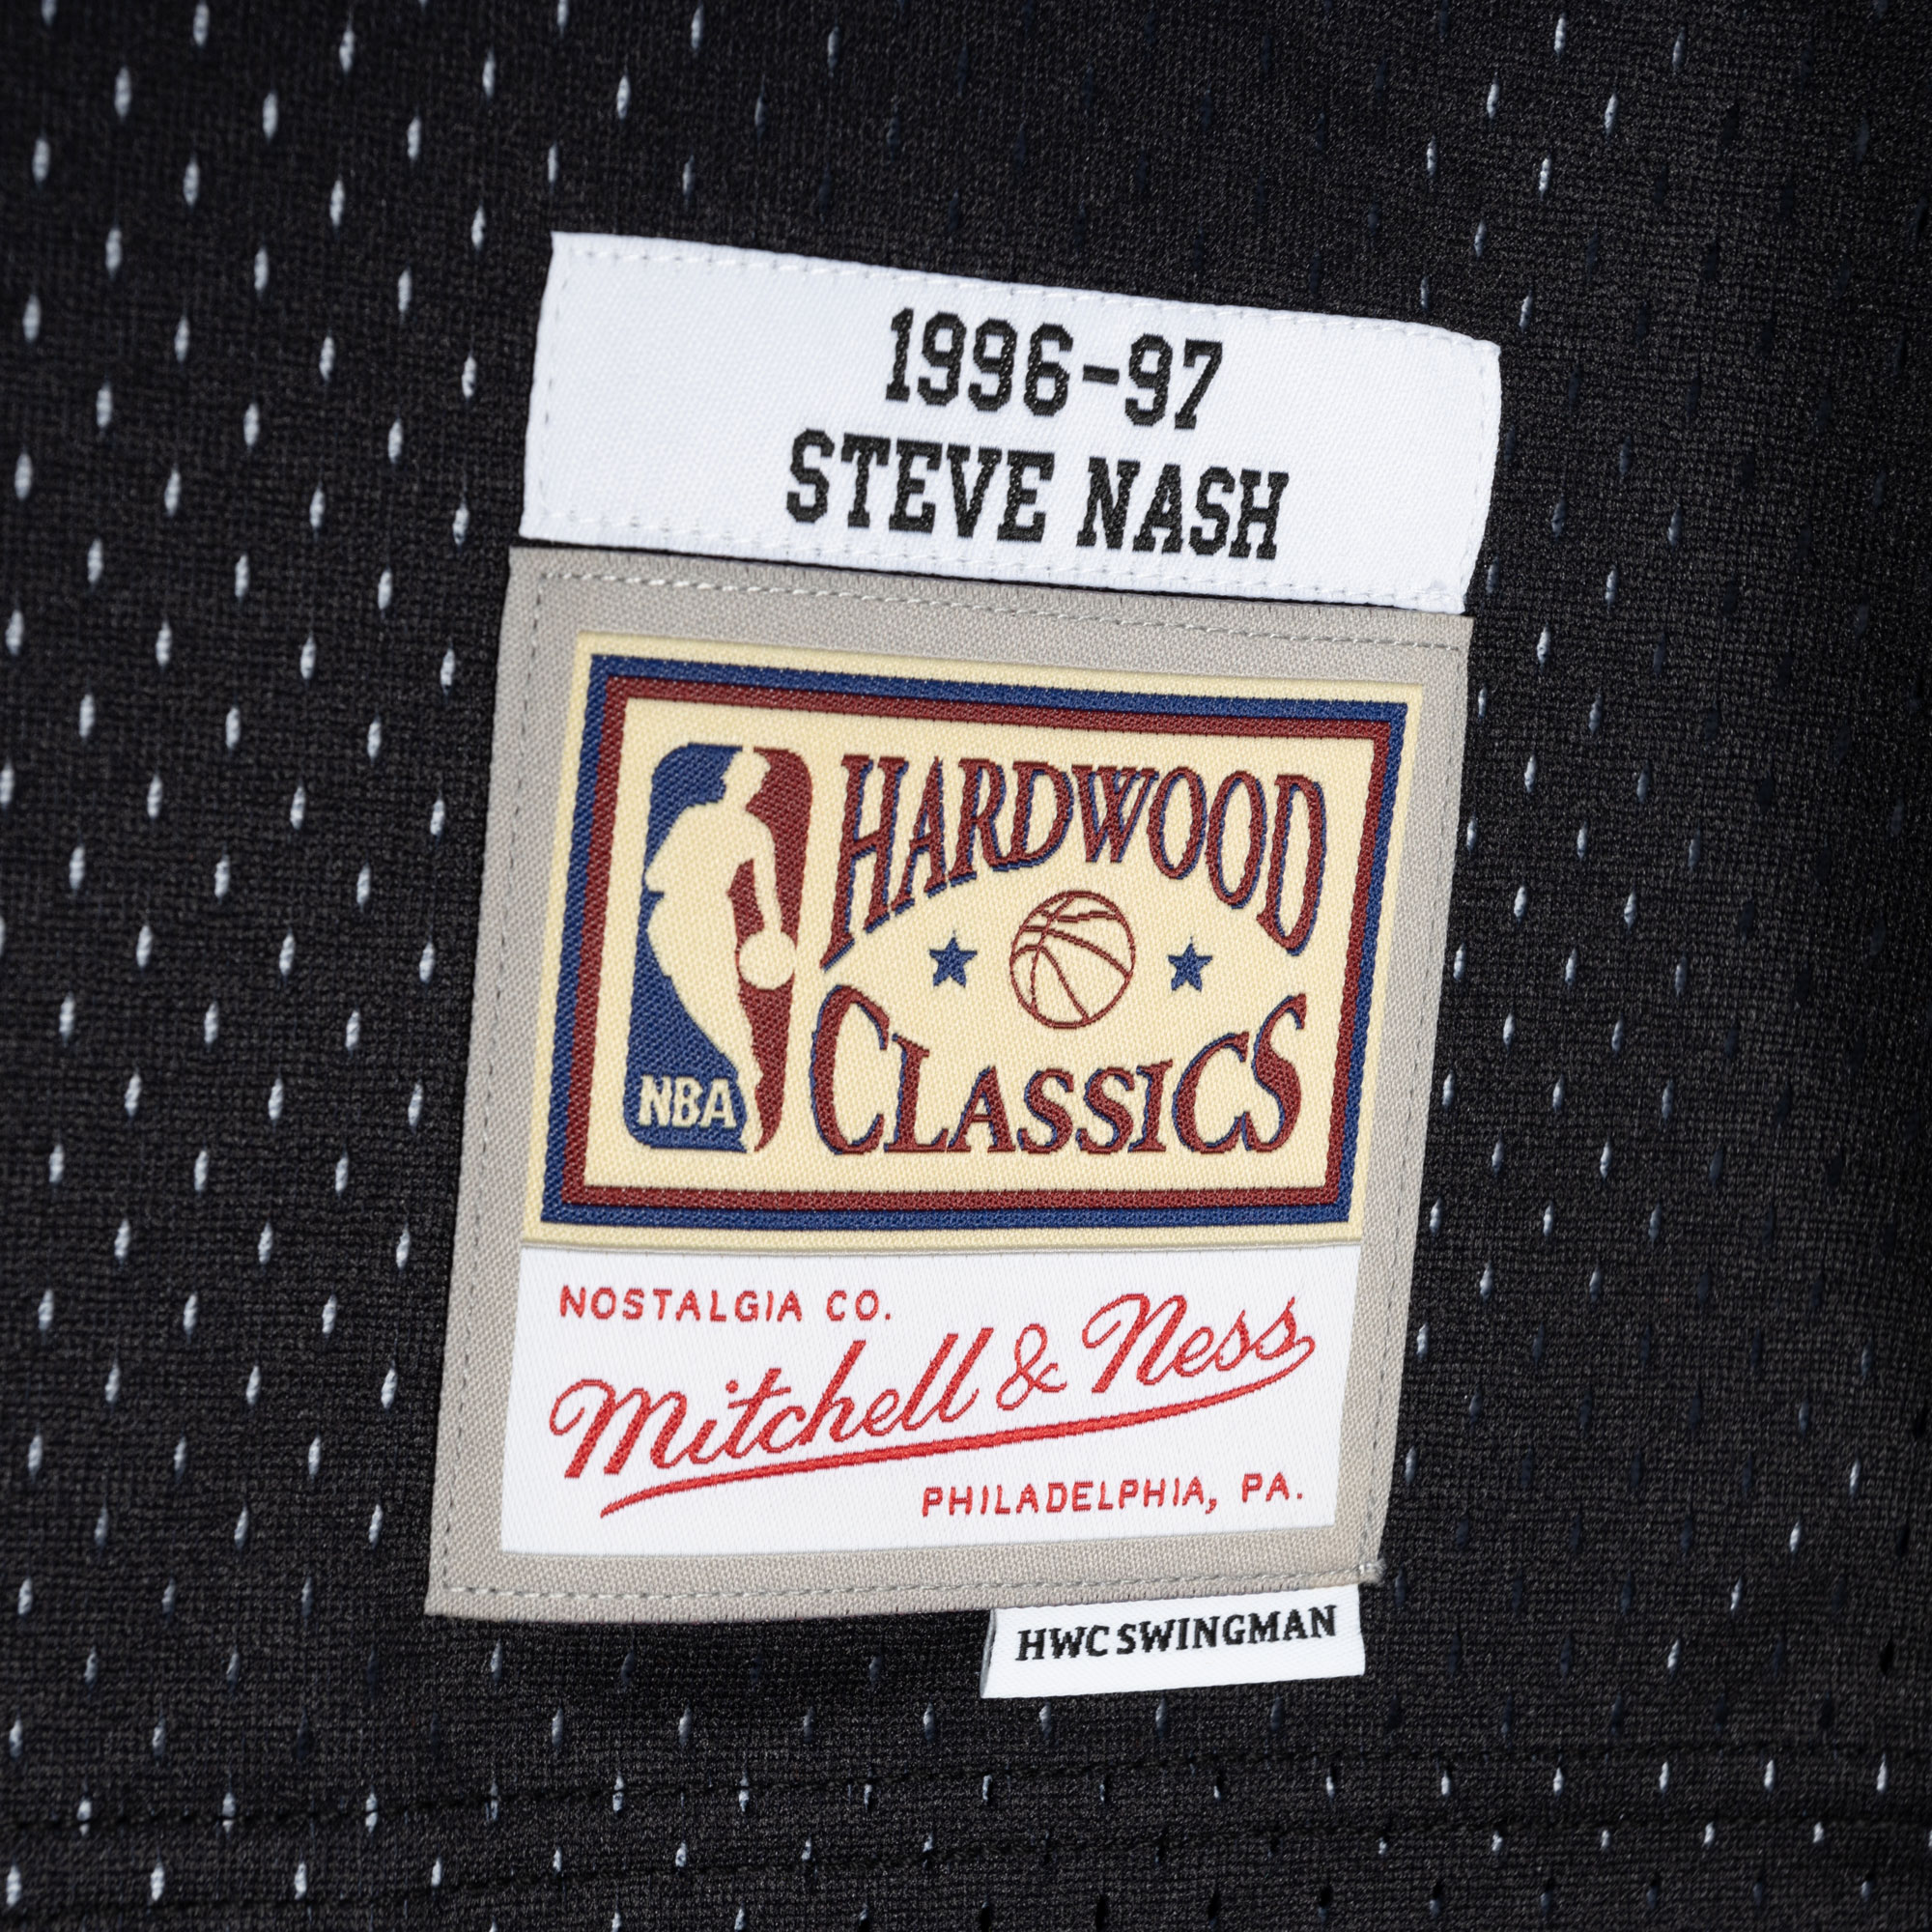 1996-97
STEVE NASH
HARDWOOD
CLASSICS
NBA
NOSTALGIA CO.
Mitchell & Ness
PHILADELPHIA, PA.
HWC SWINGMAN